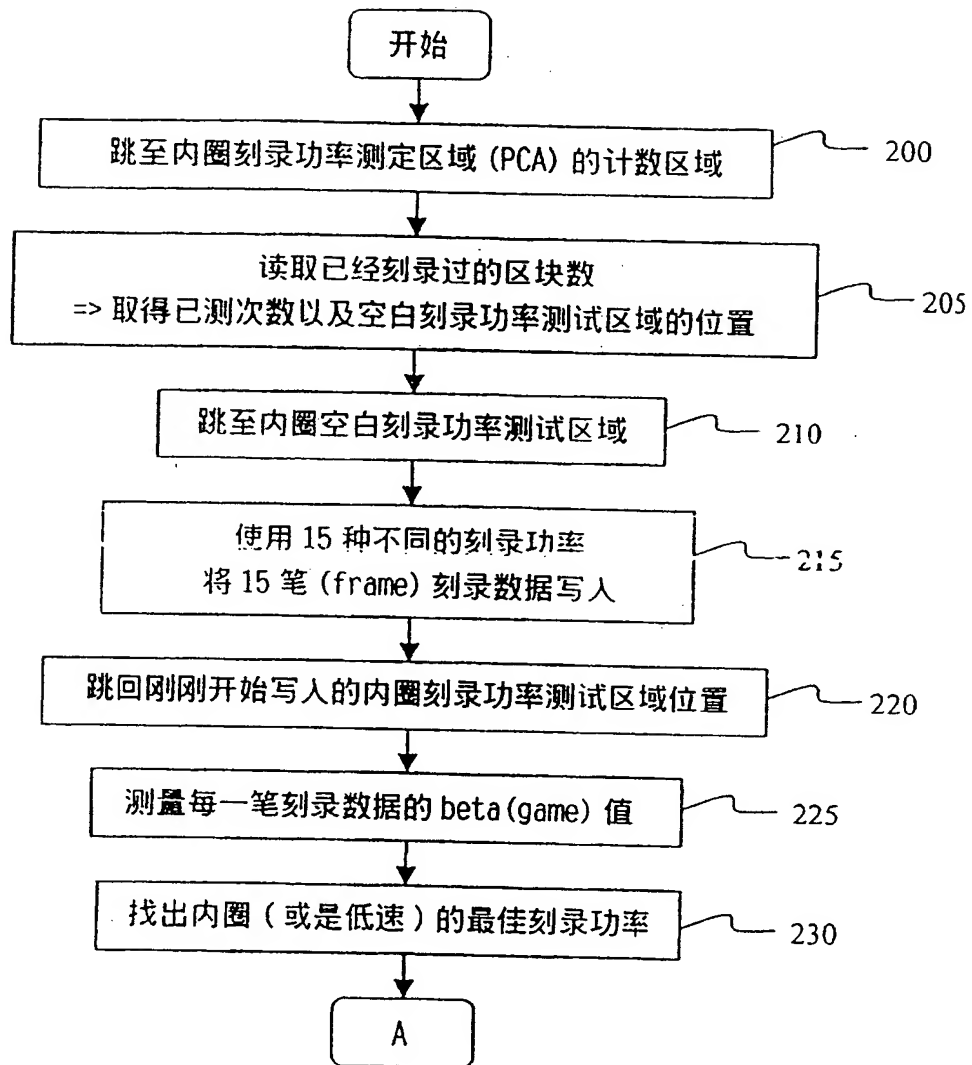 开始
跳至内圈刻录功率测定区域(PCA)的计数区域
200
读取已经刻录过的区块数
=> 取得已测次数以及空白刻录功率测试区域的位置
205
跳至内圈空白刻录功率测试区域
210
使用 15 种不同的刻录功率
将 15 笔(frame)刻录数据写入
215
跳回刚刚开始写入的内圈刻录功率测试区域位置
220
测量每一笔刻录数据的 beta(game) 值
225
找出内圈（或是低速）的最佳刻录功率
230
A